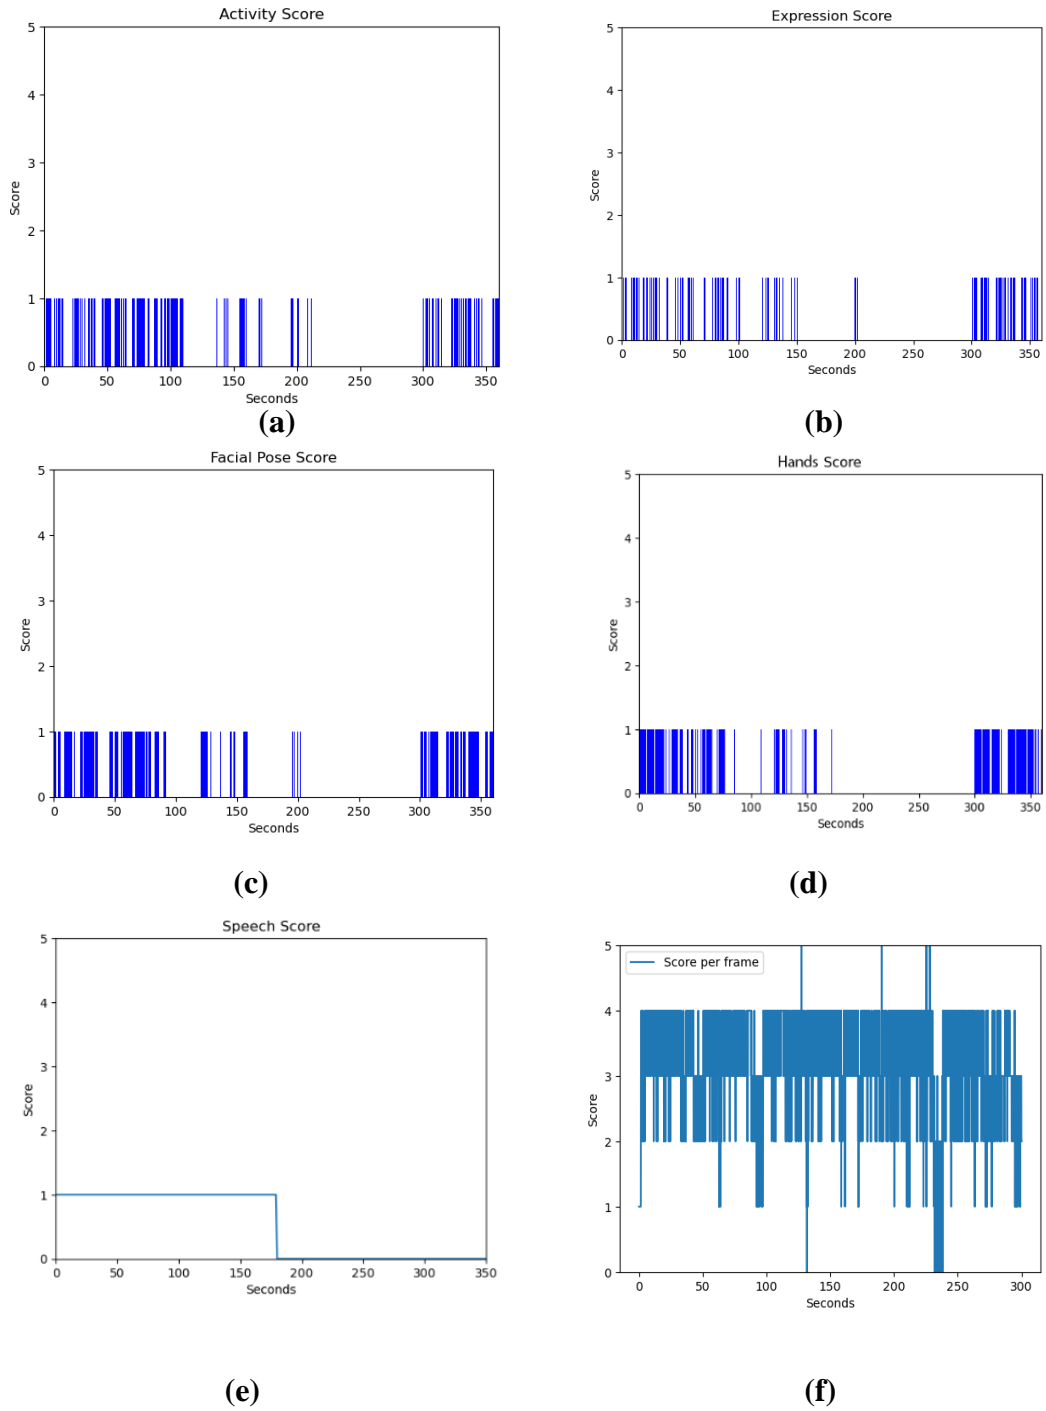 Activity Score
5
4
3
2
1
0
Score
0 50 100 150 200 250 300 350
Seconds
(a)
Expression Score
5
4
3
2
1
0
Score
0 50 100 150 200 250 300 350
Seconds
(b)
Facial Pose Score
5
4
3
2
1
0
Score
0 50 100 150 200 250 300 350
Seconds
(c)
Hands Score
5
4
3
2
1
0
Score
0 50 100 150 200 250 300 350
Seconds
(d)
Speech Score
5
4
3
2
1
0
Score
0 50 100 150 200 250 300 350
Seconds
(e)
Score per frame
5
4
3
2
1
0
Score
0 50 100 150 200 250 300
Seconds
(f)